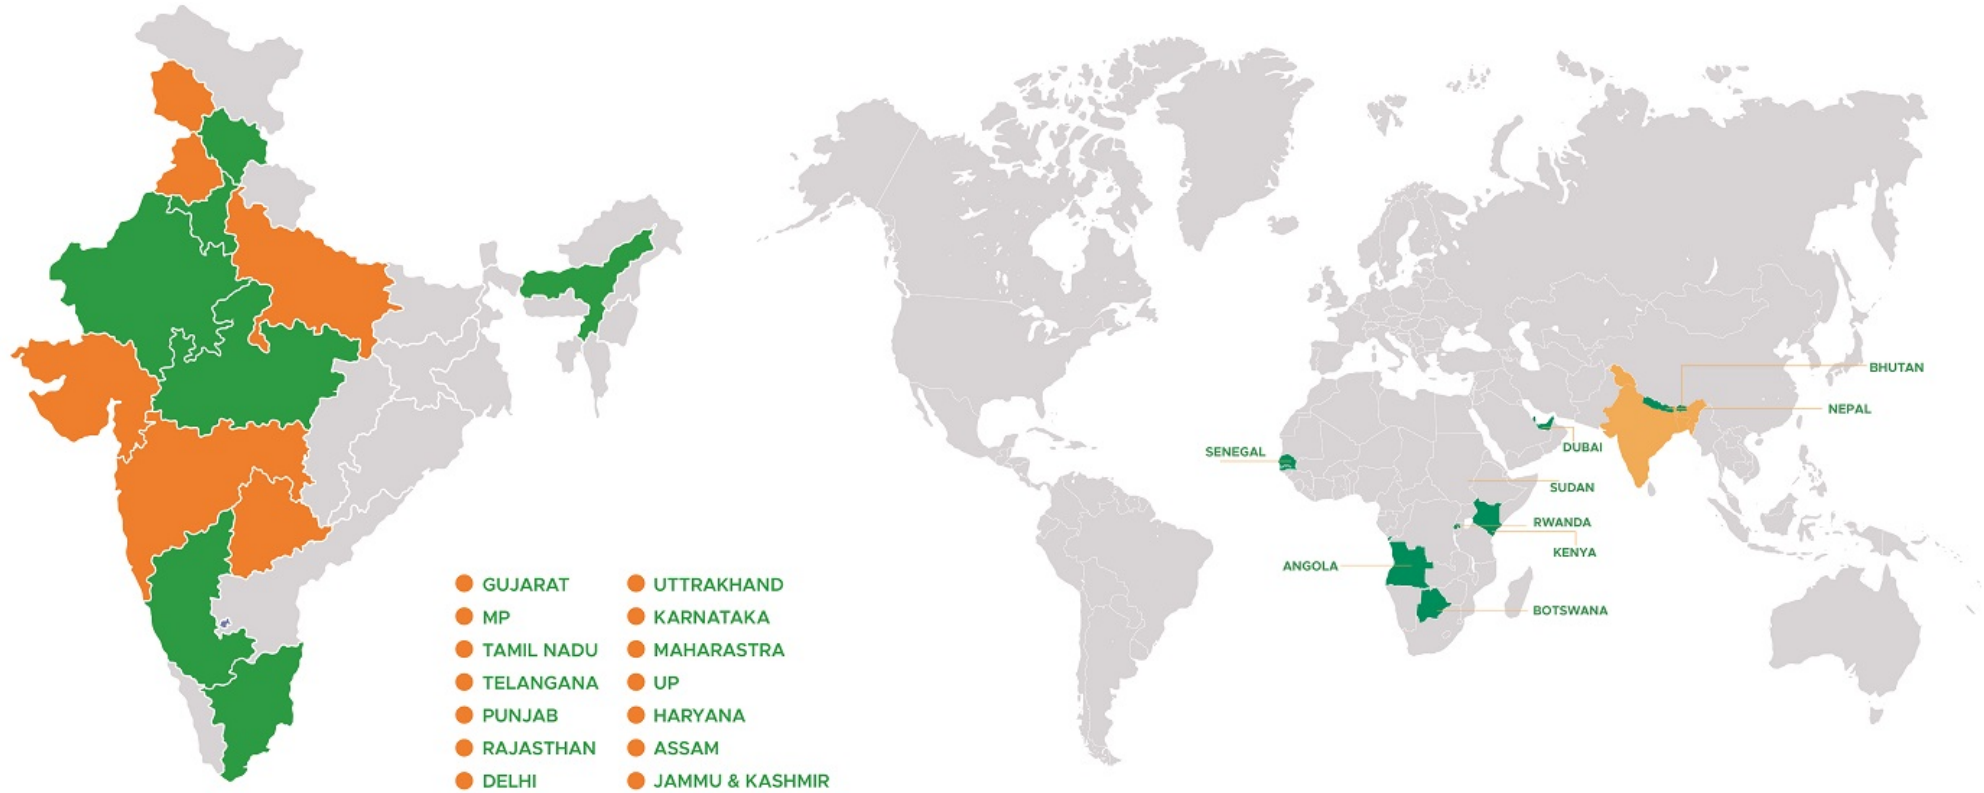 GUJARAT
MP
TAMIL NADU
TELANGANA
PUNJAB
RAJASTHAN
DELHI
UTTRAKHAND
KARNATAKA
MAHARASTRA
UP
HARYANA
ASSAM
JAMMU & KASHMIR
BHUTAN
NEPAL
DUBAI
SENEGAL
SUDAN
RWANDA
KENYA
ANGOLA
BOTSWANA